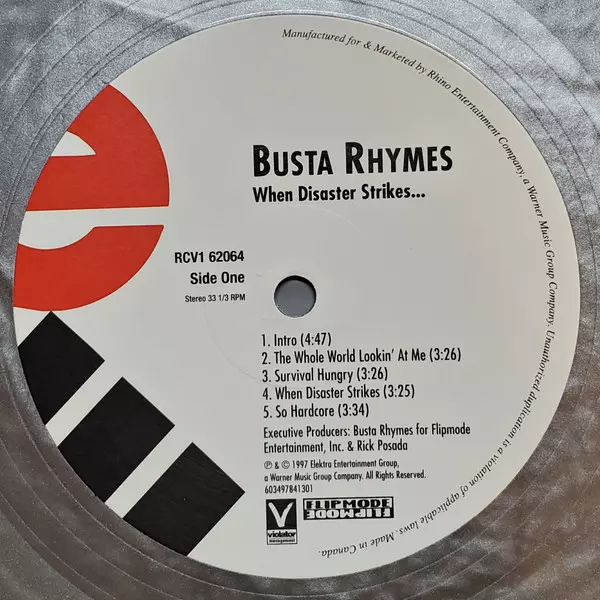 Manufactured for & Marketed by Rhino Entertainment Company, a Warner Music Group Company. Unauthorized duplication is a violation of applicable laws. Made in Canada.
BUSTA RHYMES
When Disaster Strikes...
RCV1 62064
Side One
Stereo 33 1/3 RPM
1. Intro (4:47)
2. The Whole World Lookin' At Me (3:26)
3. Survival Hungry (3:26)
4. When Disaster Strikes (3:25)
5. So Hardcore (3:34)
Executive Producers: Busta Rhymes for Flipmode
Entertainment, Inc. & Rick Posada
℗ & © 1997 Elektra Entertainment Group,
a Warner Music Group Company. All Rights Reserved.
603497841301
V
violator
management
FLIPMODE
FLIPMODE
e